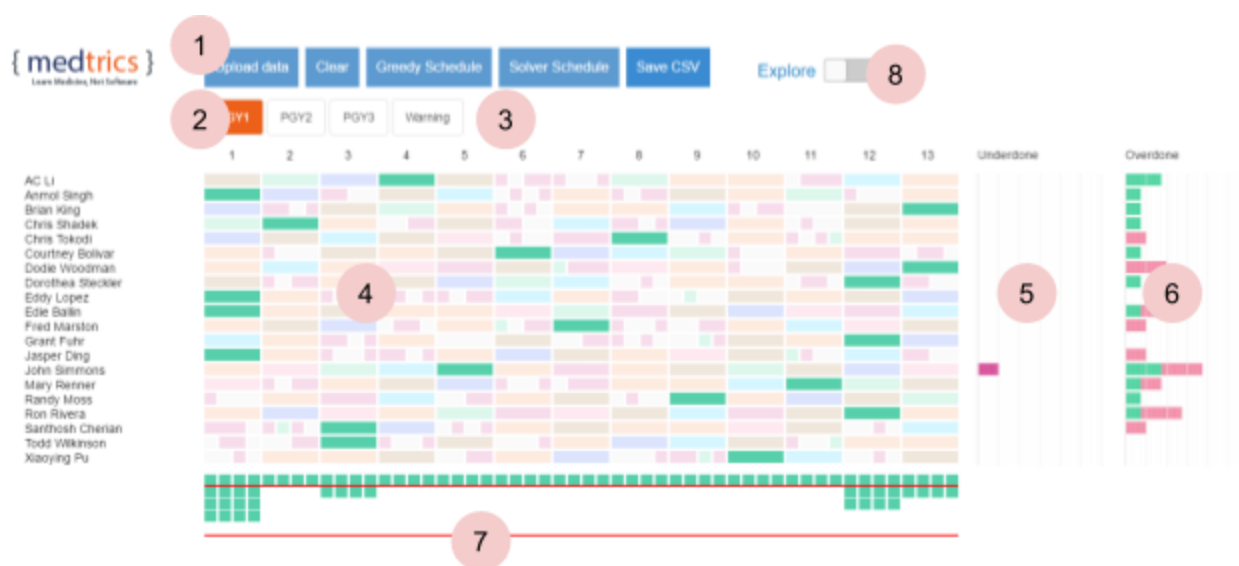 1
{ medtrics }
Learn Medicine, Not Software
Upload data Clear Greedy Schedule Solver Schedule Save CSV Explore 8
2 PGY1 PGY2 PGY3 Warning 3
1 2 3 4 5 6 7 8 9 10 11 12 13 Underdone Overdone
AC Li
Anmol Singh
Brian King
Chris Shadek
Chris Tokodi
Courtney Bolivar
Dodie Woodman
Dorothea Steckler
Eddy Lopez 4 5 6
Edie Ballin
Fred Marston
Grant Fuhr
Jasper Ding
John Simmons
Mary Renner
Randy Moss
Ron Rivera
Santhosh Cherian
Todd Wilkinson
Xiaoying Pu
7